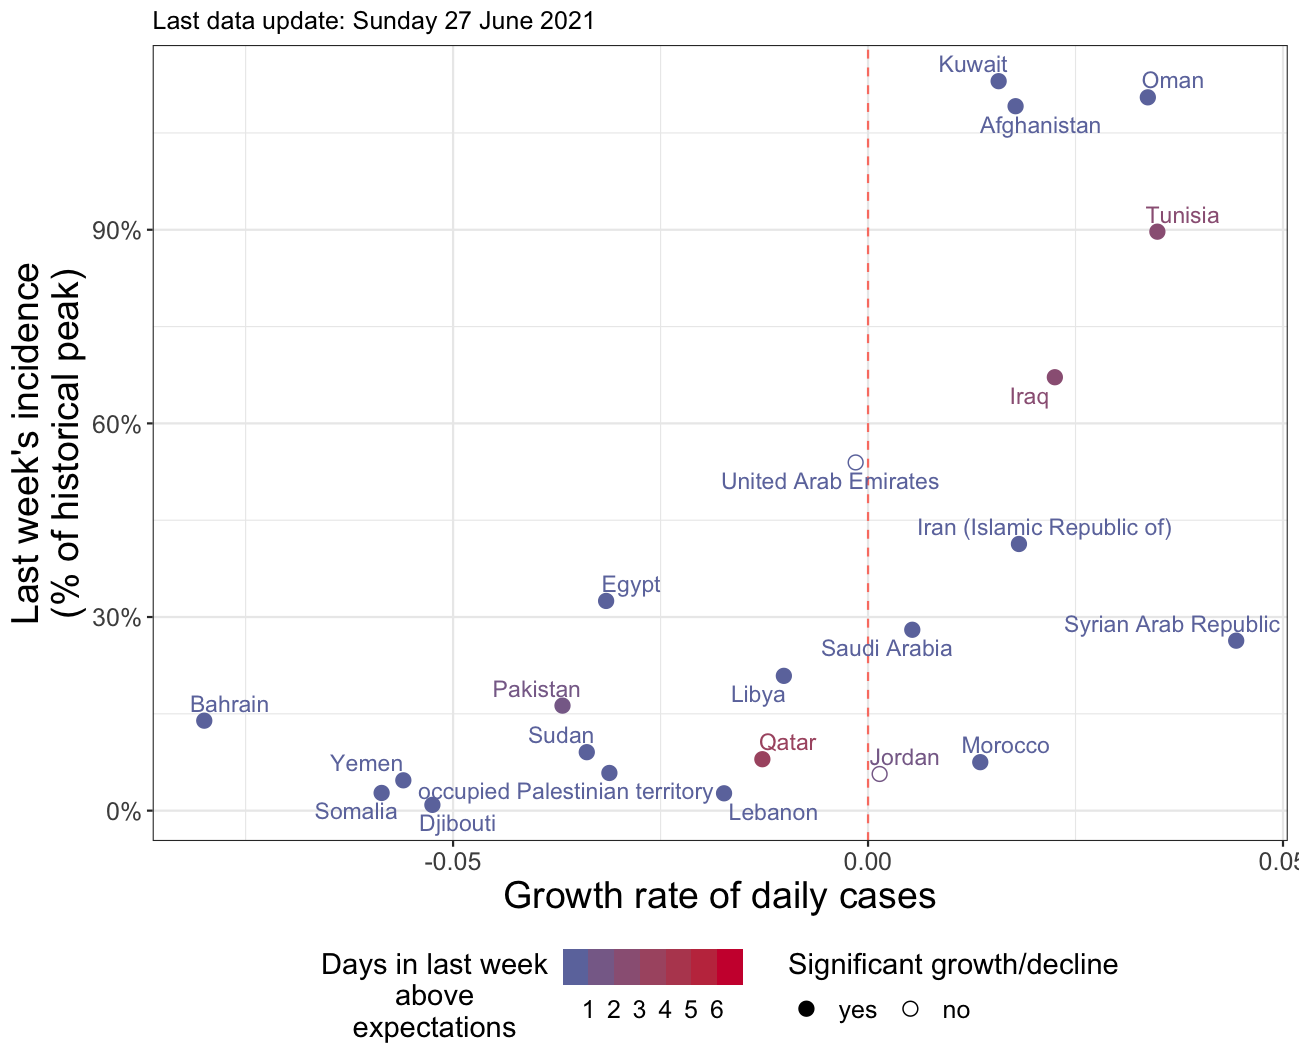 Last data update: Sunday 27 June 2021
Kuwait
Oman
Afghanistan
Tunisia
90%
Iraq
60%
United Arab Emirates
Iran (Islamic Republic of)
Egypt
30%
Syrian Arab Republic
Saudi Arabia
Pakistan
Libya
Bahrain
Sudan
Qatar
Morocco
Jordan
Yemen
occupied Palestinian territory
Somalia
Lebanon
0%
Djibouti
Last week's incidence
(% of historical peak)
-0.05
0.00
0.05
Growth rate of daily cases
Days in last week
above
expectations
1 2 3 4 5 6
Significant growth/decline
yes no